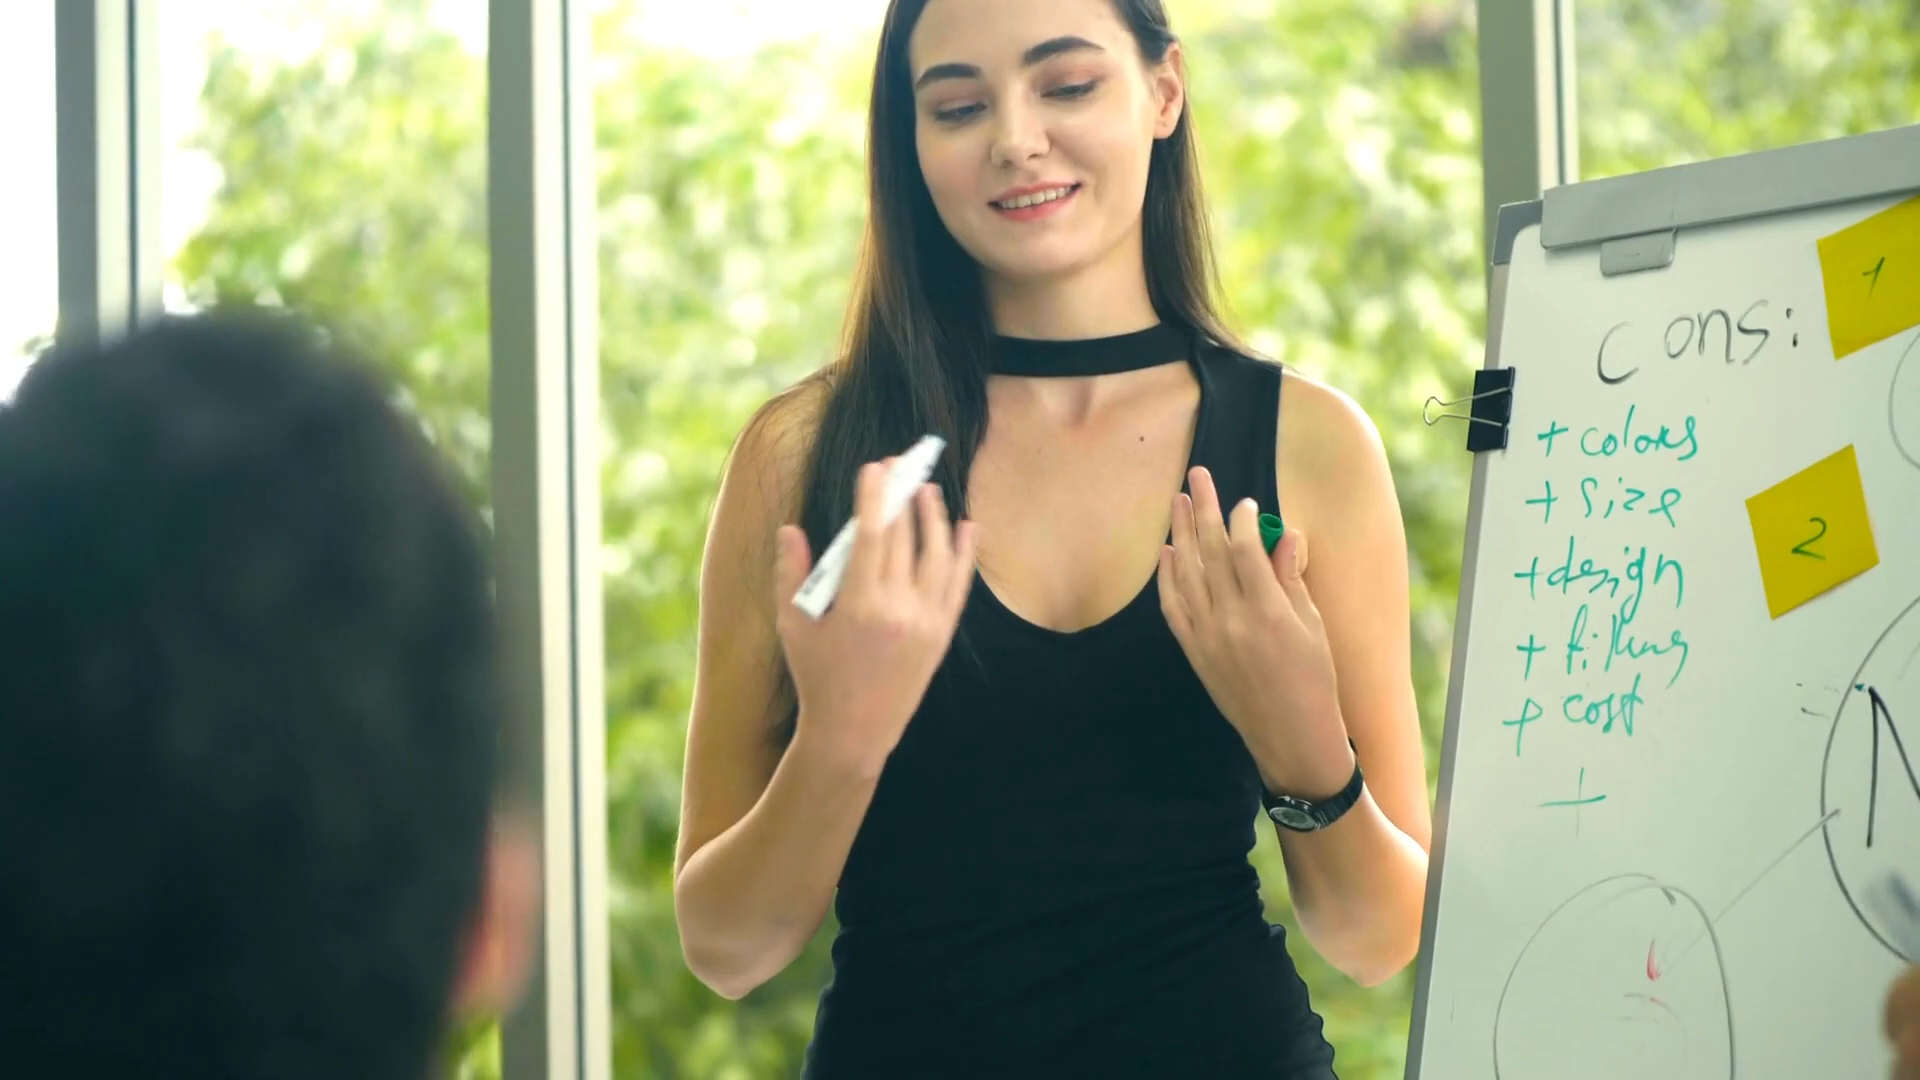 cons:
+ colors
+ size
+ design
+ filling
+ cost
+
1
2
N